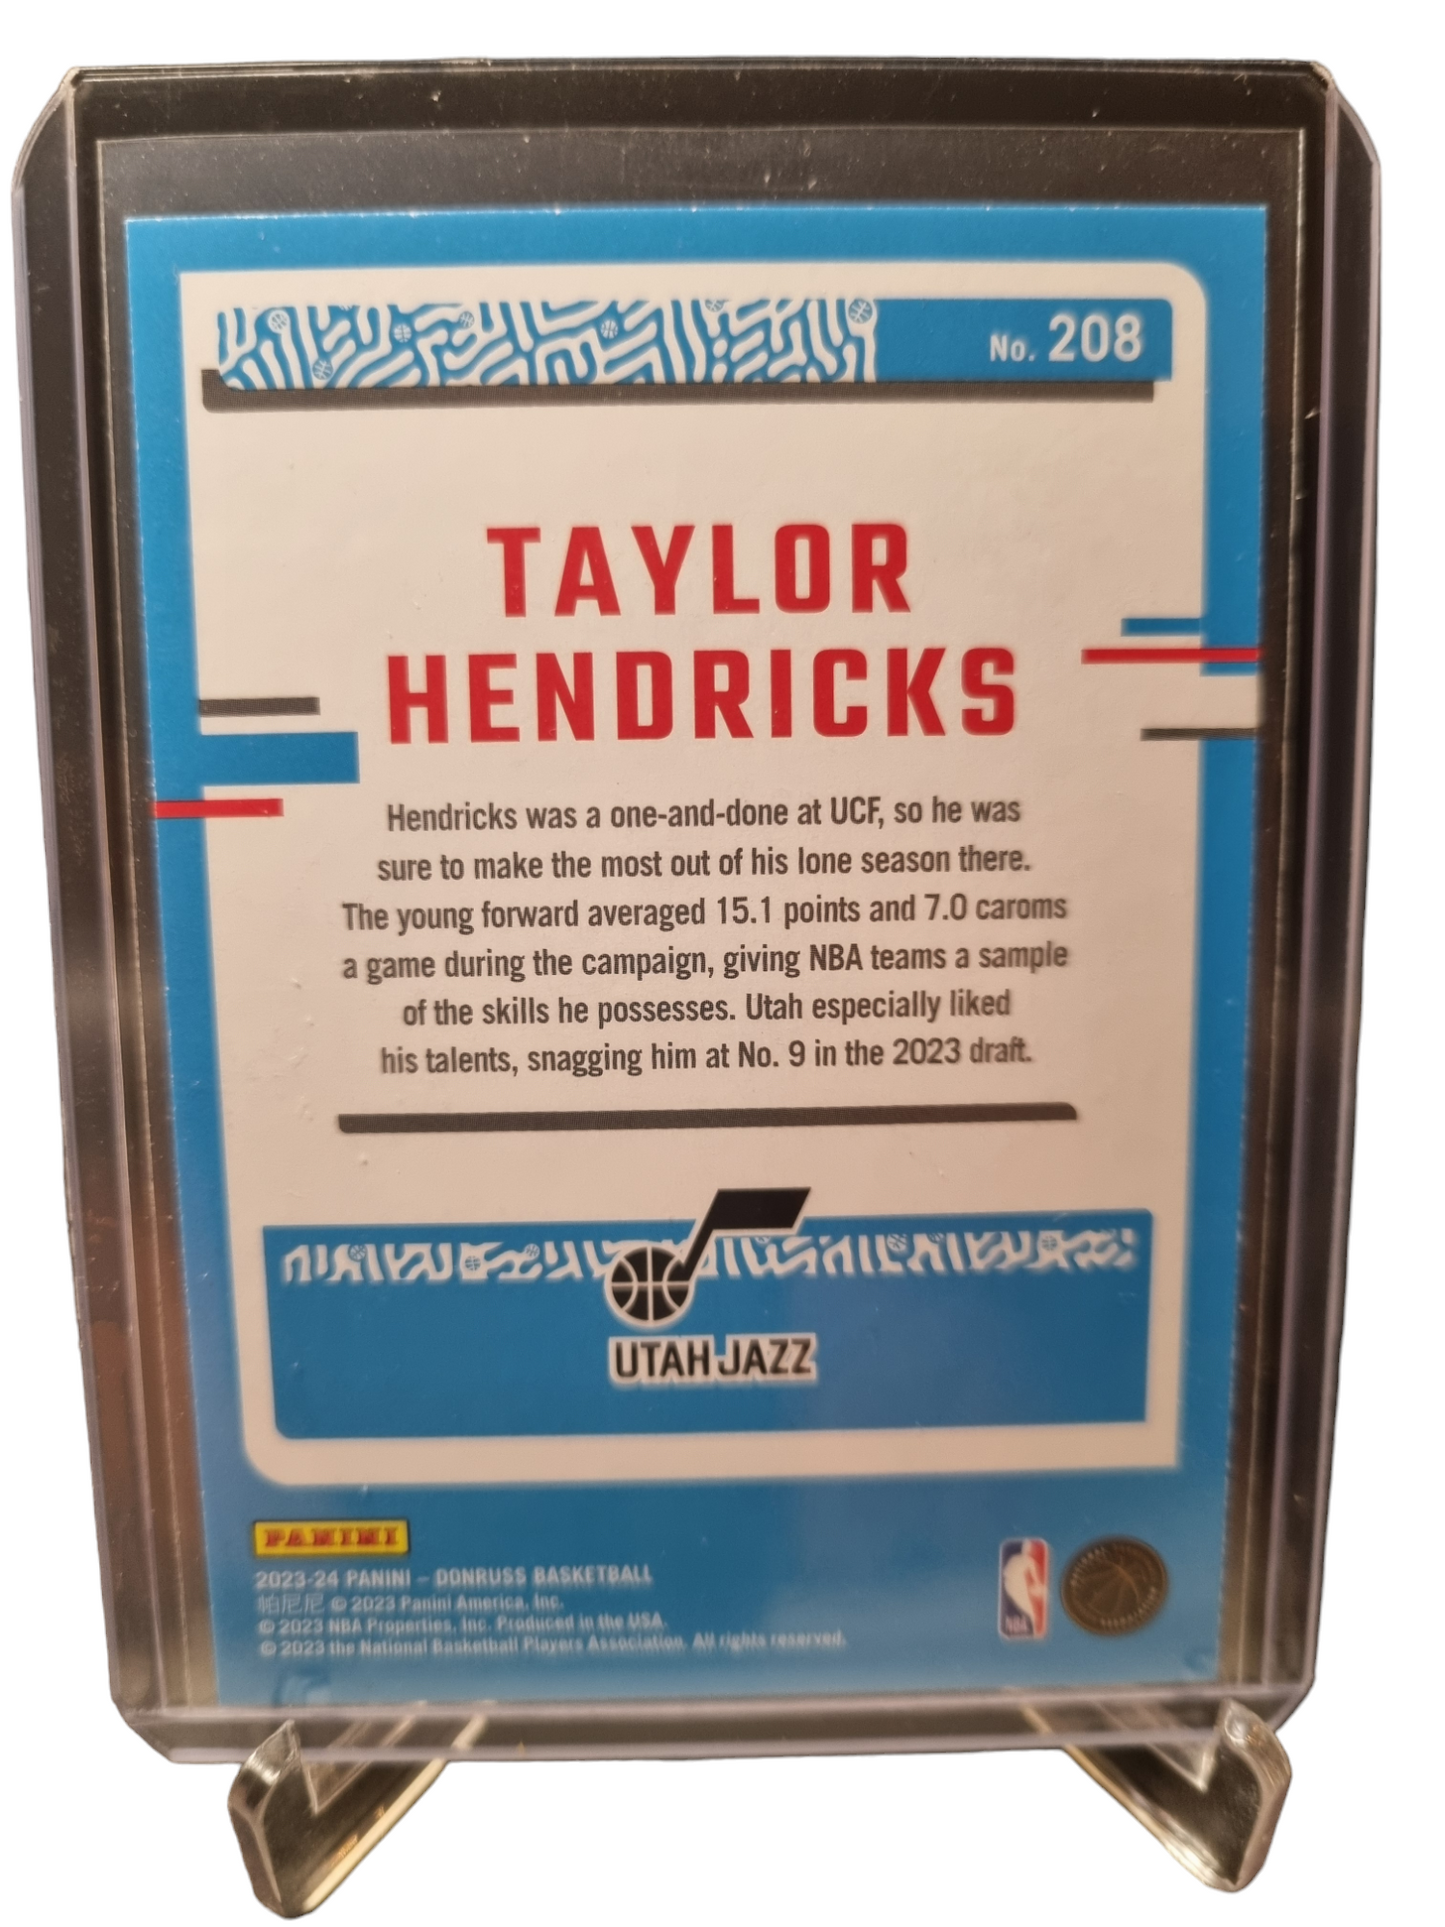 No. 208
TAYLOR
HENDRICKS
Hendricks was a one-and-done at UCF, so he was
sure to make the most out of his lone season there.
The young forward averaged 15.1 points and 7.0 caroms
a game during the campaign, giving NBA teams a sample
of the skills he possesses. Utah especially liked
his talents, snagging him at No. 9 in the 2023 draft.
UTAH JAZZ
PANINI
2023-24 PANINI – DONRUSS BASKETBALL
帕尼尼 © 2023 Panini America, Inc.
© 2023 NBA Properties, Inc. Produced in the USA.
© 2023 the National Basketball Players Association. All rights reserved.
NBA